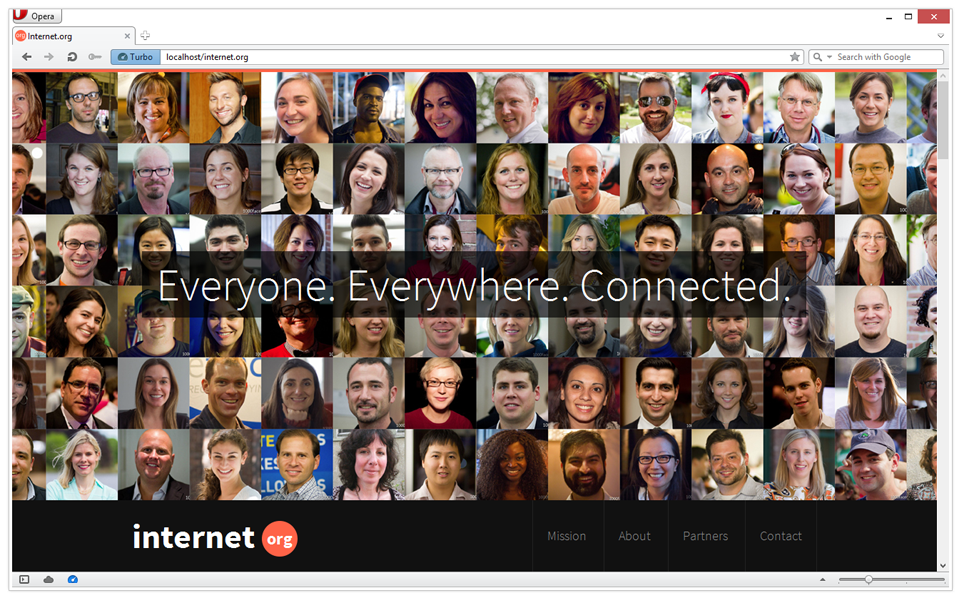 Opera
org Internet.org
Turbo
localhost/internet.org
Search with Google
Everyone. Everywhere. Connected.
internet org
Mission
About
Partners
Contact